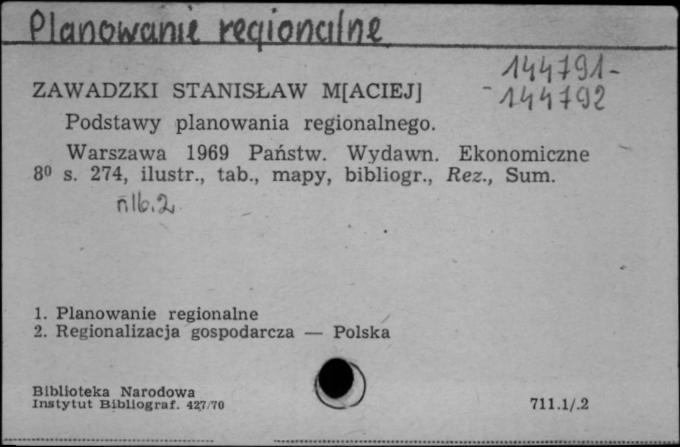 Planowanie regionalne
144791-
-144792
ZAWADZKI STANISŁAW M[ACIEJ]
Podstawy planowania regionalnego.
Warszawa 1969 Państw. Wydawn. Ekonomiczne
8⁰ s. 274, ilustr., tab., mapy, bibliogr., Rez., Sum.
nlb. 2
1. Planowanie regionalne
2. Regionalizacja gospodarcza — Polska
Biblioteka Narodowa
Instytut Bibliograf. 427/70
711.1/.2